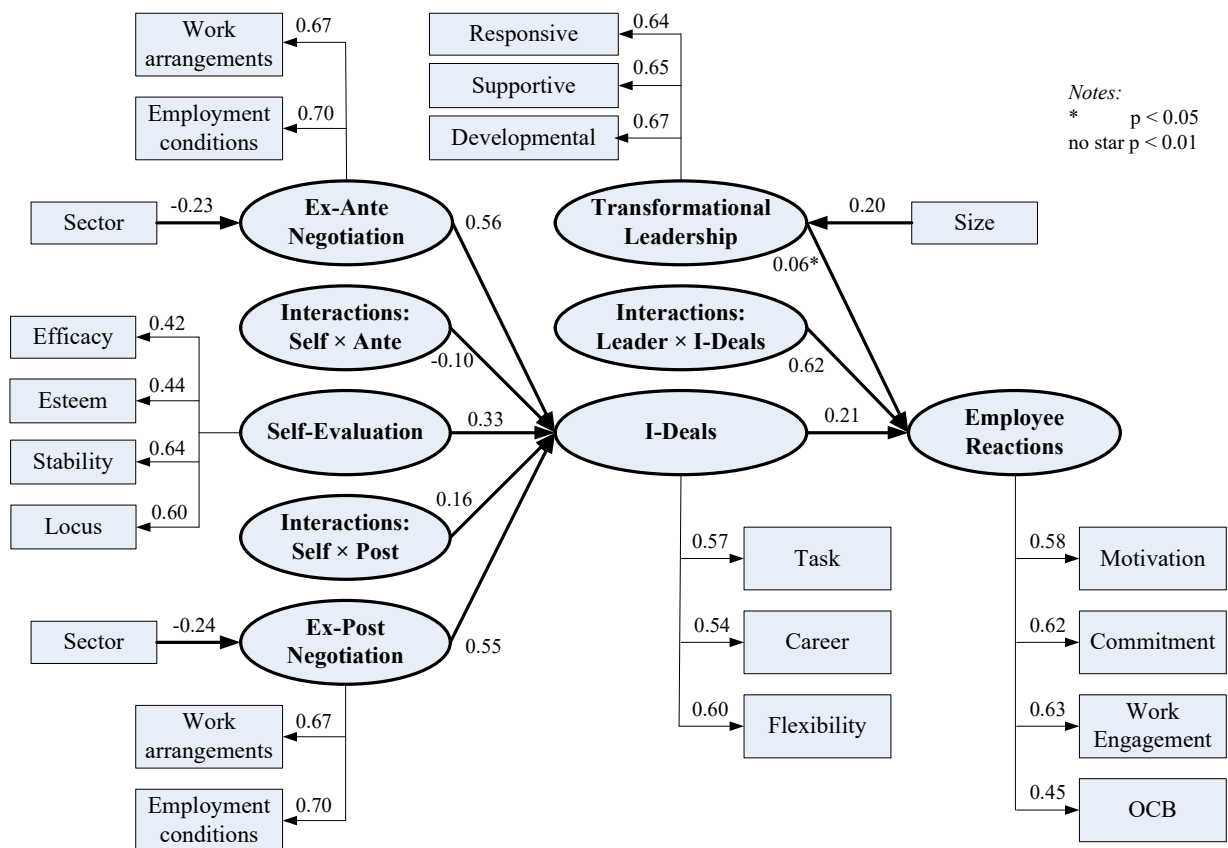 Work
arrangements
0.67
Employment
conditions
0.70
Responsive
0.64
Supportive
0.65
Developmental
0.67
Notes:
* p < 0.05
no star p < 0.01
Sector
-0.23
Ex-Ante
Negotiation
0.56
Transformational
Leadership
0.20
Size
0.06*
Interactions:
Self × Ante
-0.10
Interactions:
Leader × I-Deals
0.62
Efficacy
0.42
Esteem
0.44
Stability
0.64
Locus
0.60
Self-Evaluation
0.33
I-Deals
0.21
Employee
Reactions
Interactions:
Self × Post
0.16
Sector
-0.24
Ex-Post
Negotiation
0.55
Work
arrangements
0.67
Employment
conditions
0.70
0.57
Task
0.54
Career
0.60
Flexibility
0.58
Motivation
0.62
Commitment
0.63
Work
Engagement
0.45
OCB